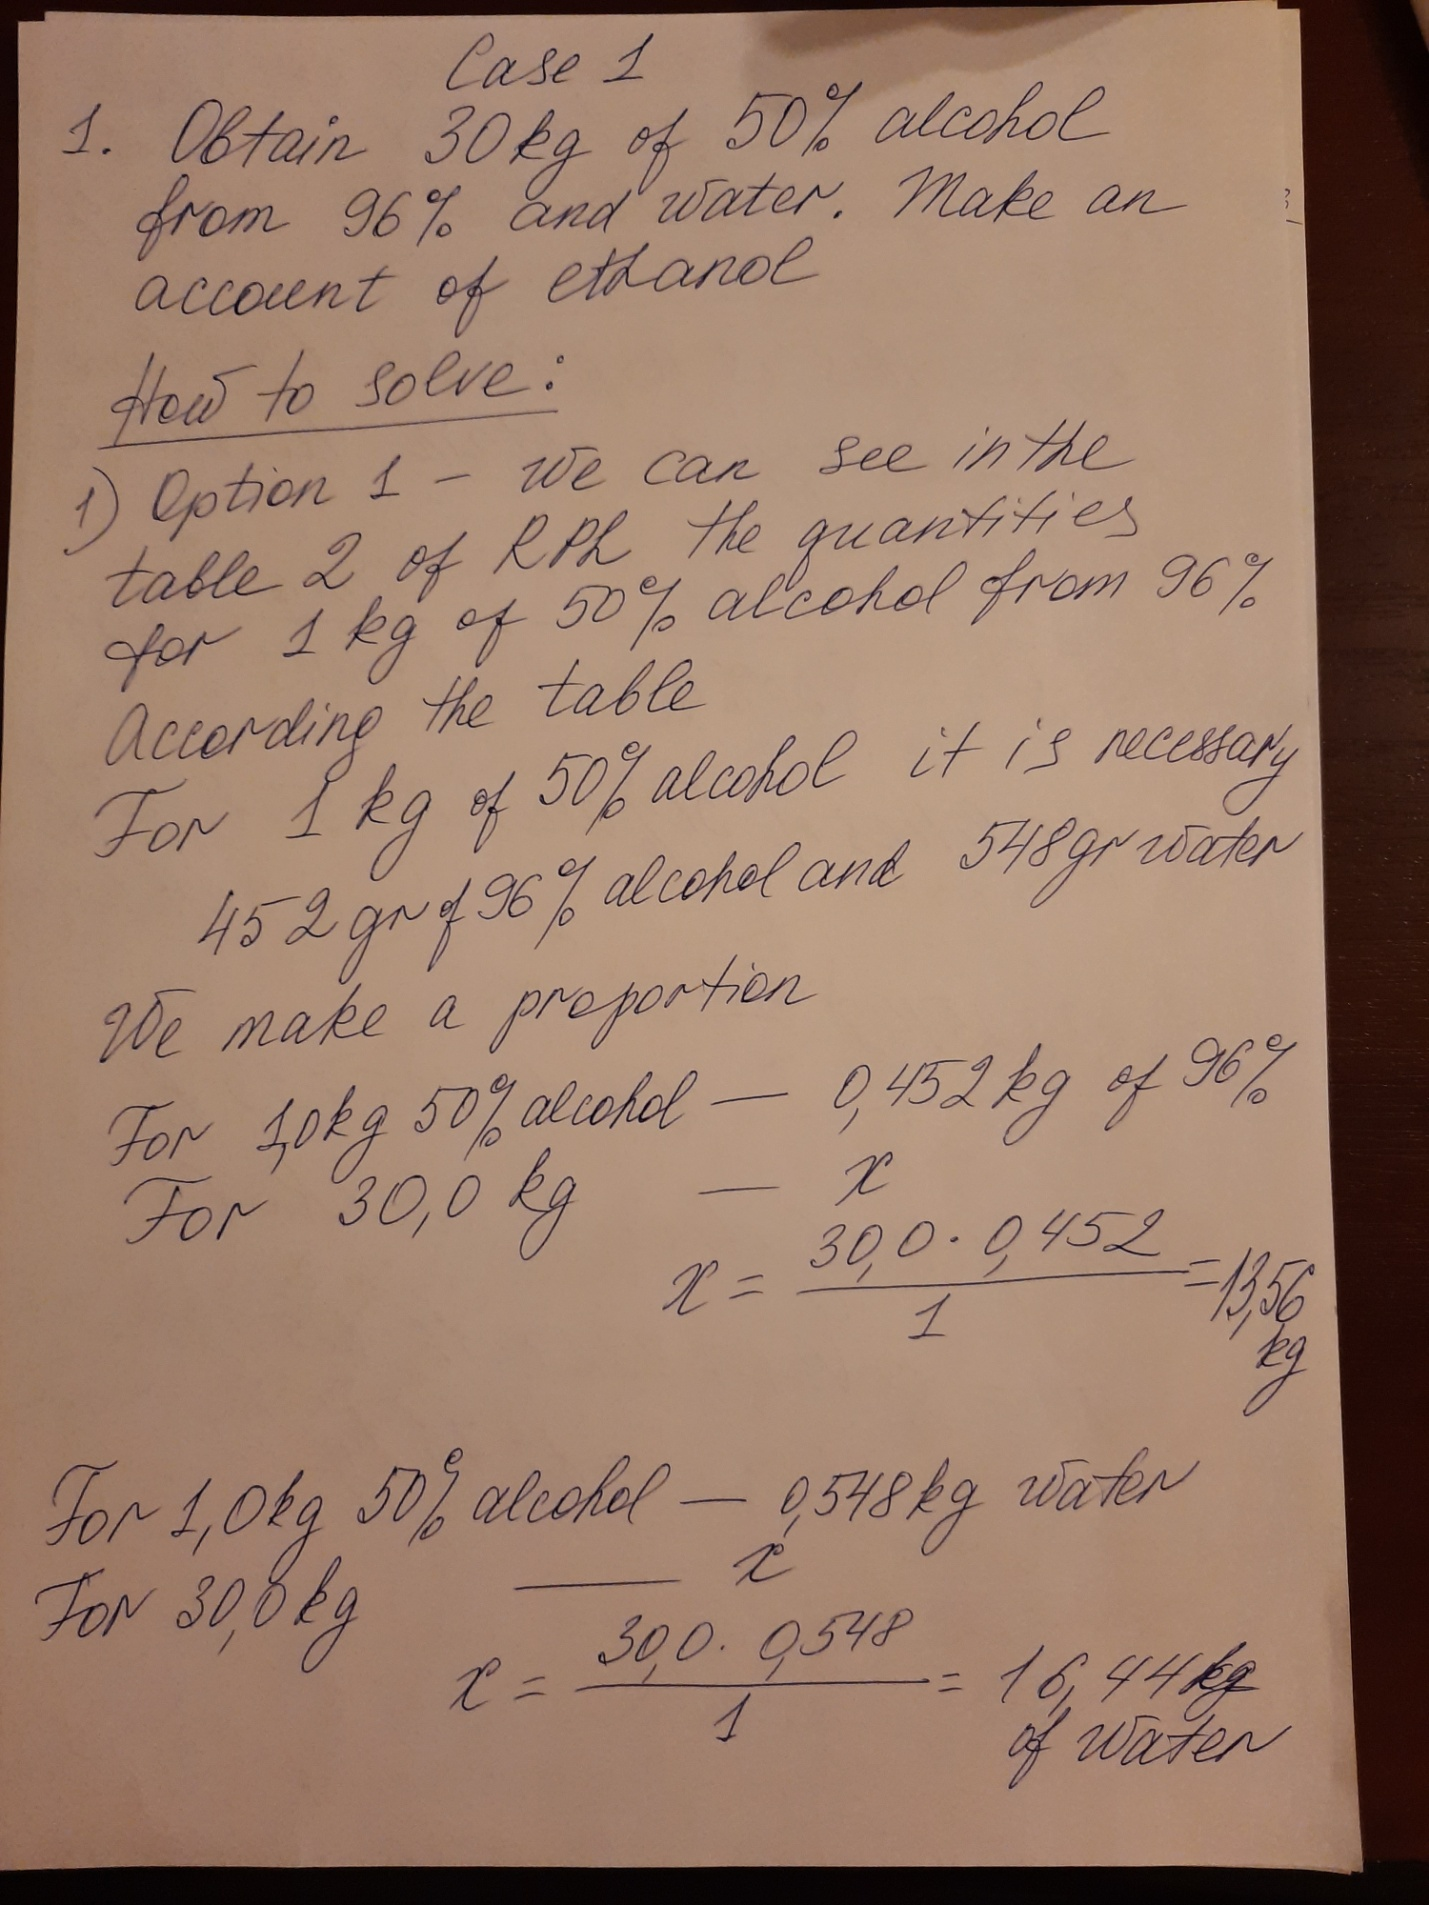 Case 1
1. Obtain 30 kg of 50% alcohol
from 96% and water. Make an
account of ethanol
How to solve:
1) Option 1 - We can see in the
table 2 of RPh the quantities
for 1 kg of 50% alcohol from 96%
According the table
For 1 kg of 50% alcohol it is necessary
452 gr of 96% alcohol and 548 gr water
We make a proportion
For 1,0 kg 50% alcohol — 0,452 kg of 96%
For 30,0 kg — x
x = 30,0 · 0,452 / 1 = 13,56 kg
For 1,0 kg 50% alcohol — 0,548 kg water
For 30,0 kg — x
x = 30,0 · 0,548 / 1 = 16,44 kg
of water